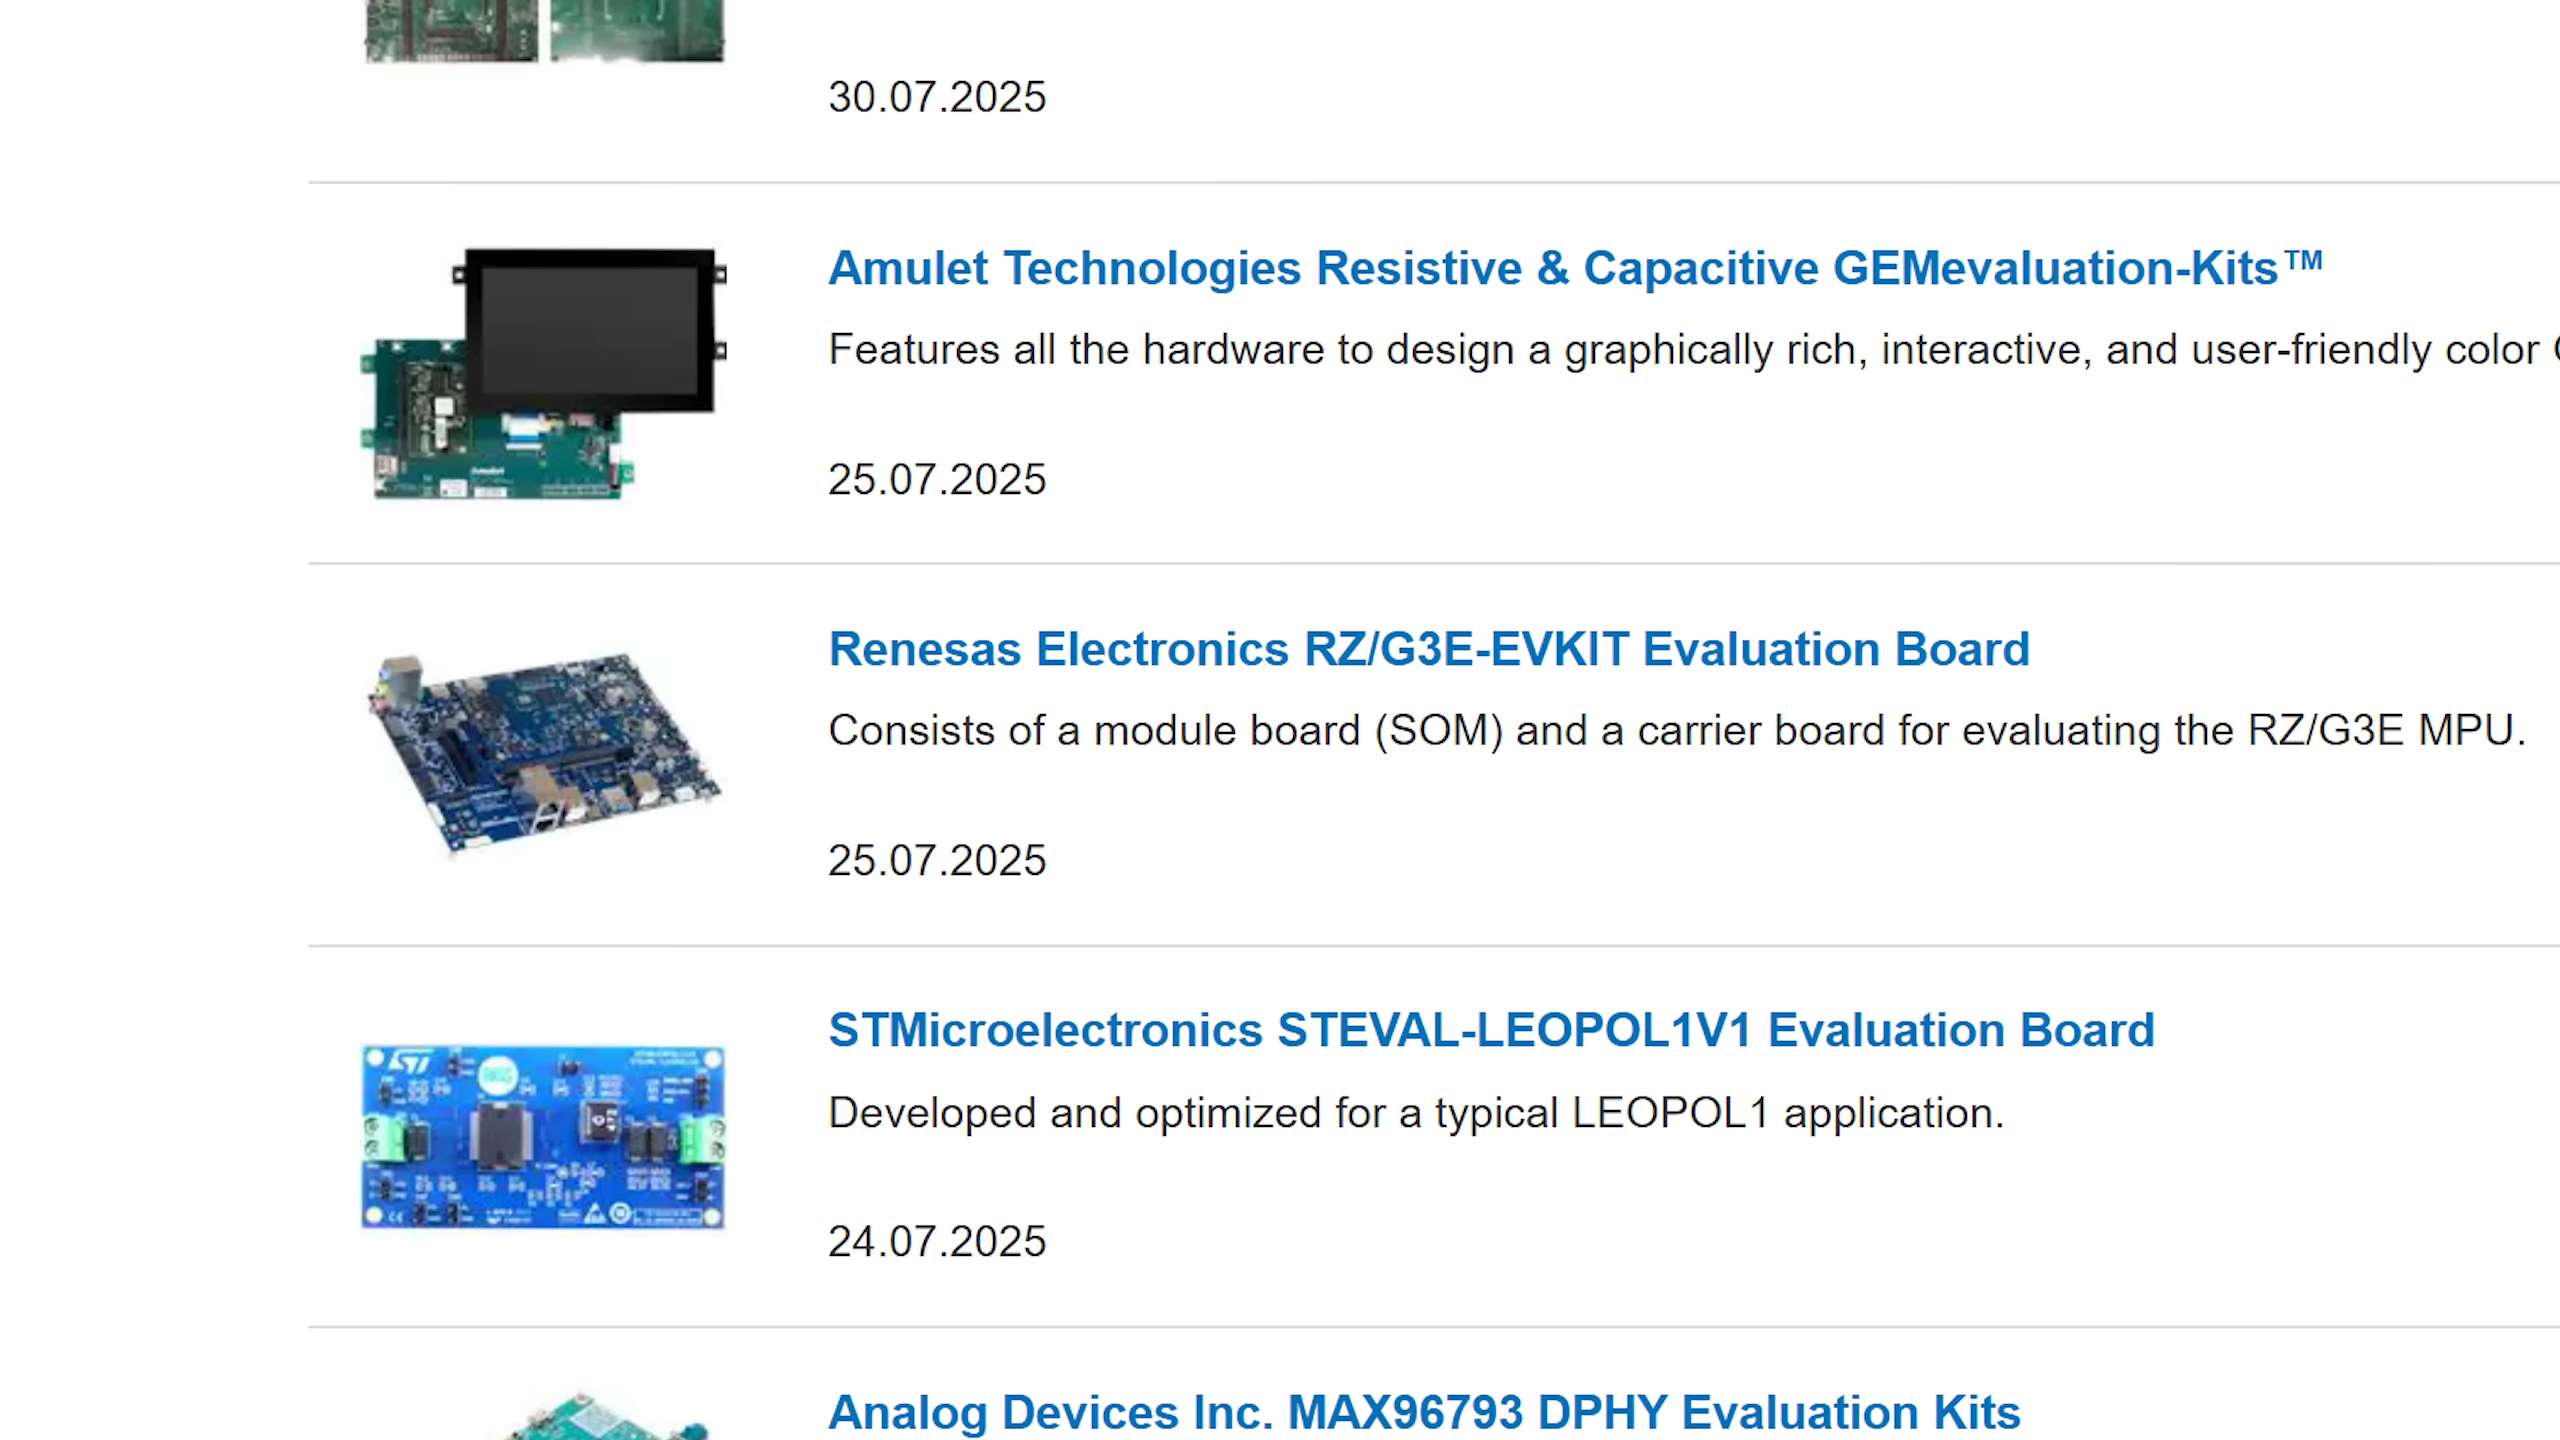 30.07.2025
Amulet Technologies Resistive & Capacitive GEMevaluation-Kits™
Features all the hardware to design a graphically rich, interactive, and user-friendly color
25.07.2025
Renesas Electronics RZ/G3E-EVKIT Evaluation Board
Consists of a module board (SOM) and a carrier board for evaluating the RZ/G3E MPU.
25.07.2025
ST
STMicroelectronics STEVAL-LEOPOL1V1 Evaluation Board
Developed and optimized for a typical LEOPOL1 application.
24.07.2025
Analog Devices Inc. MAX96793 DPHY Evaluation Kits